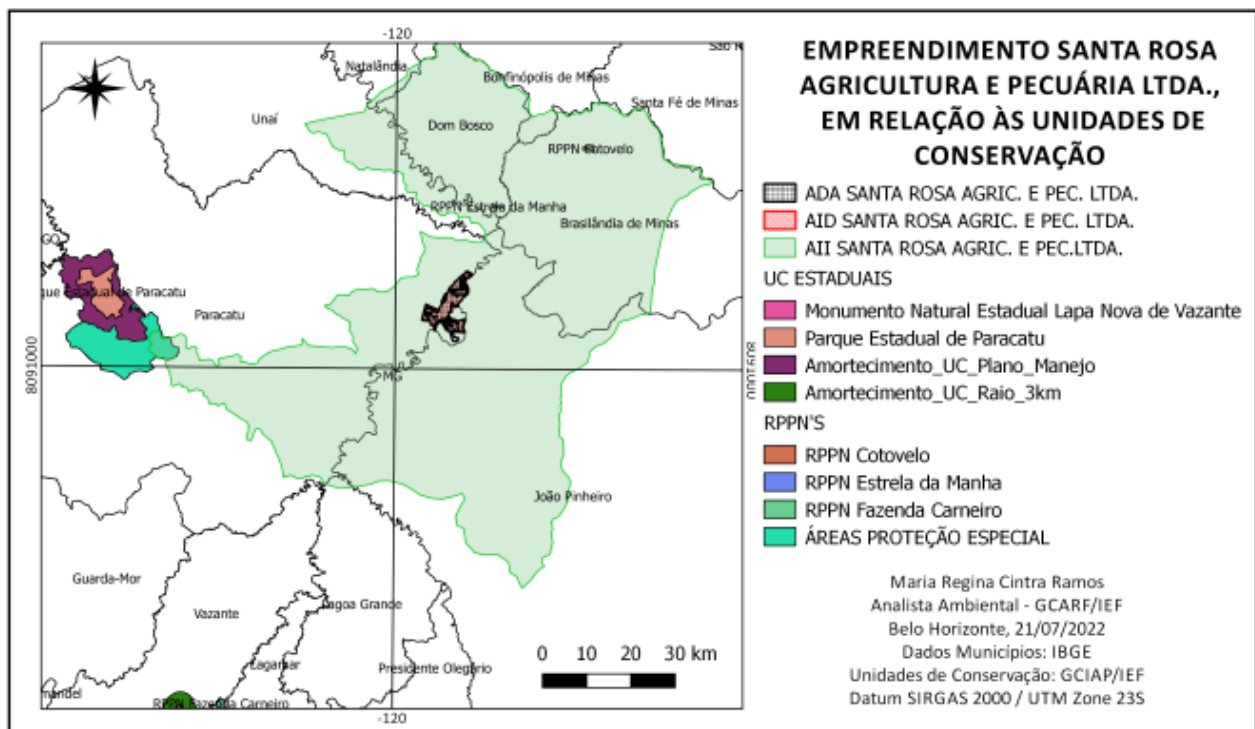 -120
São N
Natalândia
Bonfinópolis de Minas
Santa Fé de Minas
Unaí
Dom Bosco
RPPN Cotovelo
RPPN Estrela da Manha
Brasilândia de Minas
GO
que Estadual de Paracatu
Paracatu
8091000
8091000
MG
João Pinheiro
Guarda-Mor
Vazante
Lagoa Grande
Lagamar
Presidente Olegário
mandel
RPPN Fazenda Carneiro
0 10 20 30 km
-120
EMPREENDIMENTO SANTA ROSA
AGRICULTURA E PECUÁRIA LTDA.,
EM RELAÇÃO ÀS UNIDADES DE
CONSERVAÇÃO
ADA SANTA ROSA AGRIC. E PEC. LTDA.
AID SANTA ROSA AGRIC. E PEC. LTDA.
AII SANTA ROSA AGRIC. E PEC.LTDA.
UC ESTADUAIS
Monumento Natural Estadual Lapa Nova de Vazante
Parque Estadual de Paracatu
Amortecimento_UC_Plano_Manejo
Amortecimento_UC_Raio_3km
RPPN'S
RPPN Cotovelo
RPPN Estrela da Manha
RPPN Fazenda Carneiro
ÁREAS PROTEÇÃO ESPECIAL
Maria Regina Cintra Ramos
Analista Ambiental - GCARF/IEF
Belo Horizonte, 21/07/2022
Dados Municípios: IBGE
Unidades de Conservação: GCIAP/IEF
Datum SIRGAS 2000 / UTM Zone 23S